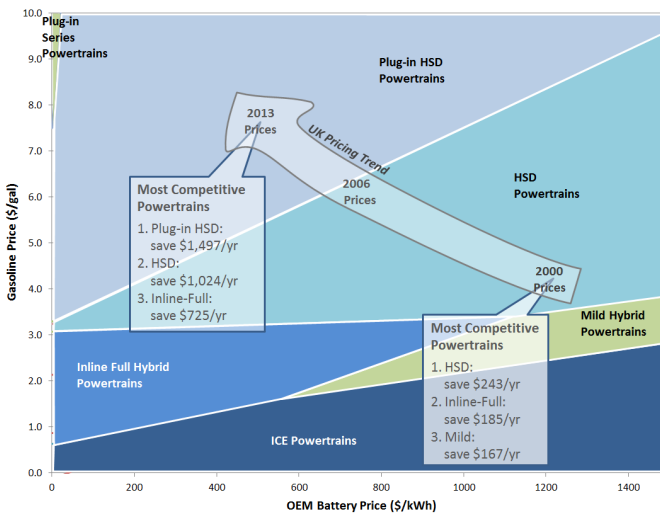 10.0
9.0
8.0
7.0
6.0
5.0
4.0
3.0
2.0
1.0
0.0
Gasoline Price ($/gal)
0
200
400
600
800
1000
1200
1400
OEM Battery Price ($/kWh)
Plug-in
Series
Powertrains
Plug-in HSD
Powertrains
HSD
Powertrains
Mild Hybrid
Powertrains
Inline Full Hybrid
Powertrains
ICE Powertrains
UK Pricing Trend
2013
Prices
2006
Prices
2000
Prices
Most Competitive
Powertrains
1. Plug-in HSD:
save $1,497/yr
2. HSD:
save $1,024/yr
3. Inline-Full:
save $725/yr
Most Competitive
Powertrains
1. HSD:
save $243/yr
2. Inline-Full:
save $185/yr
3. Mild:
save $167/yr